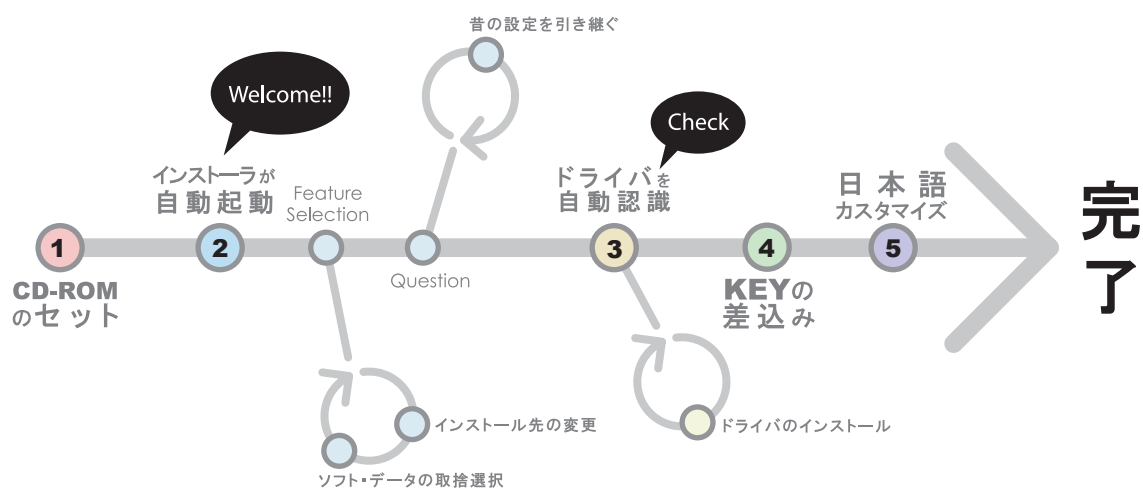 昔の設定を引き継ぐ
Welcome!!
Check
インストーラが
自動起動
Feature
Selection
ドライバを
自動認識
日本語
カスタマイズ
1
2
3
4
5
完
了
CD-ROM
のセット
Question
KEYの
差込み
インストール先の変更
ドライバのインストール
ソフト・データの取捨選択